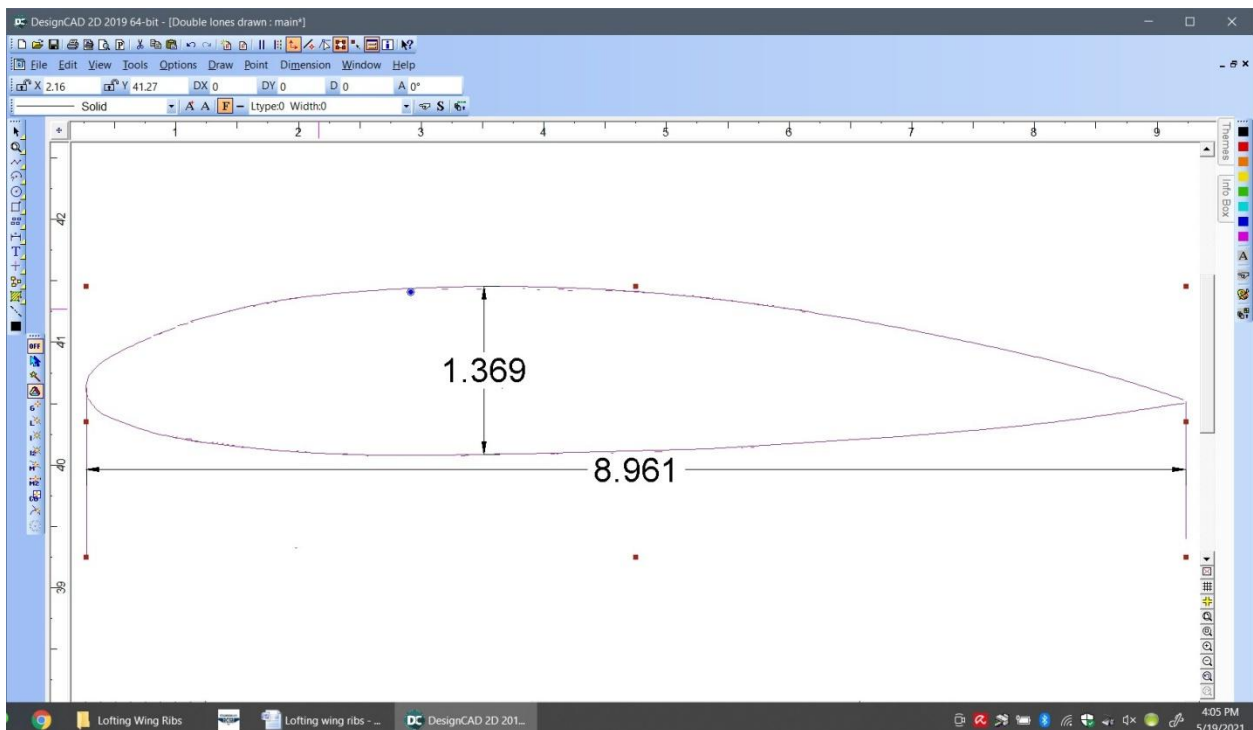 DC DesignCAD 2D 2019 64-bit - [Double lones drawn : main*]
File Edit View Tools Options Draw Point Dimension Window Help
X 2.16 Y 41.27 DX 0 DY 0 D 0 A 0°
Solid A A F Ltype:0 Width:0 S
1 2 3 4 5 6 7 8 9
Themes
Info Box
42
41
40
39
OFF
T
A
1.369
8.961
Lofting Wing Ribs
Lofting wing ribs - ...
DC DesignCAD 2D 201...
4:05 PM
5/19/2021